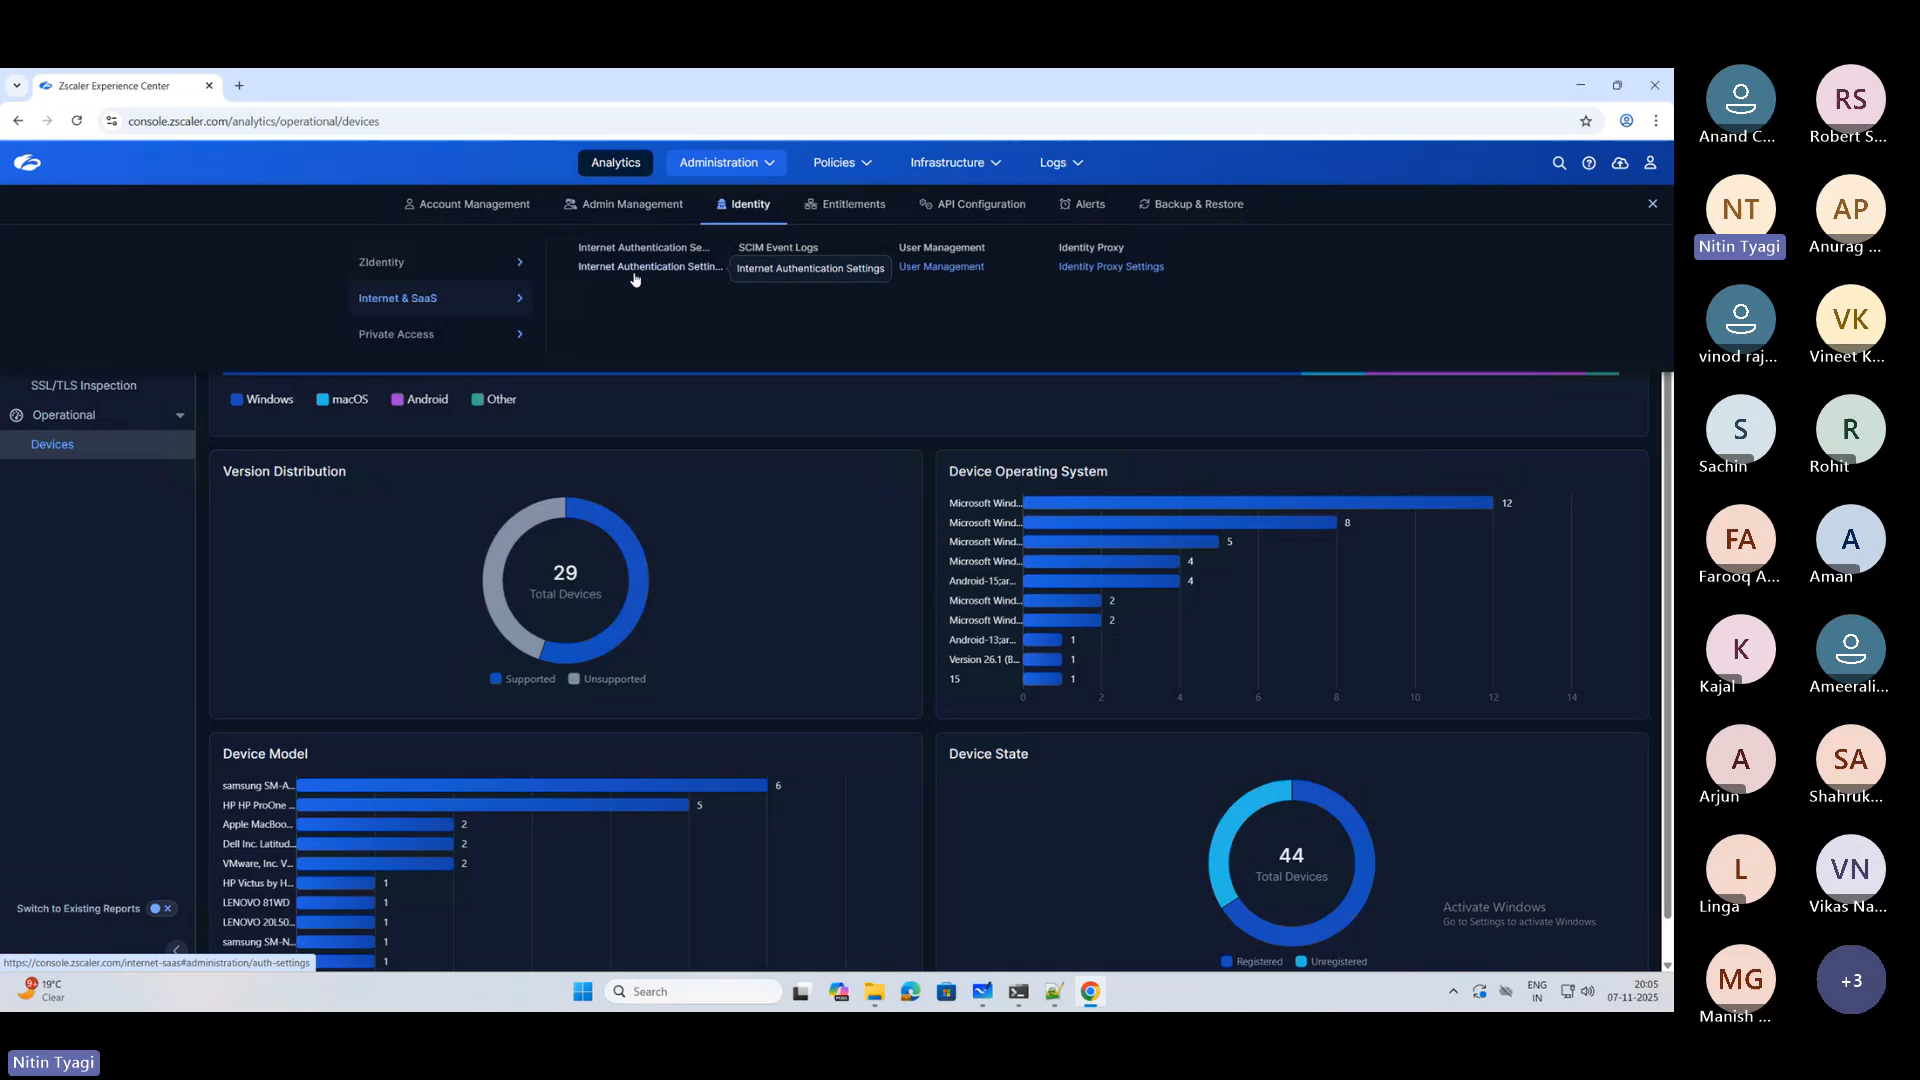 Zscaler Experience Center
console.zscaler.com/analytics/operational/devices
Analytics
Administration
Policies
Infrastructure
Logs
Account Management
Admin Management
Identity
Entitlements
API Configuration
Alerts
Backup & Restore
ZIdentity
Internet & SaaS
Private Access
Internet Authentication Se...
Internet Authentication Settin...
SCIM Event Logs
Internet Authentication Settings
User Management
User Management
Identity Proxy
Identity Proxy Settings
SSL/TLS Inspection
Operational
Devices
Switch to Existing Reports
Windows
macOS
Android
Other
Version Distribution
29
Total Devices
Supported
Unsupported
Device Operating System
Microsoft Wind... 12
Microsoft Wind... 8
Microsoft Wind... 5
Microsoft Wind... 4
Android-15;ar... 4
Microsoft Wind... 2
Microsoft Wind... 2
Android-13;ar... 1
Version 26.1 (B... 1
15 1
0 2 4 6 8 10 12 14
Device Model
samsung SM-A... 6
HP HP ProOne ... 5
Apple MacBoo... 2
Dell Inc. Latitud... 2
VMware, Inc. V... 2
HP Victus by H... 1
LENOVO 81WD 1
LENOVO 20L50... 1
samsung SM-N... 1
1
Device State
44
Total Devices
Registered
Unregistered
Activate Windows
Go to Settings to activate Windows.
https://console.zscaler.com/internet-saas#administration/auth-settings
9+
19°C
Clear
Search
ENG
IN
20:05
07-11-2025
Anand C...
RS
Robert S...
NT
Nitin Tyagi
AP
Anurag ...
vinod raj...
VK
Vineet K...
S
Sachin
R
Rohit
FA
Farooq A...
A
Aman
K
Kajal
Ameerali...
A
Arjun
SA
Shahruk...
L
Linga
VN
Vikas Na...
MG
Manish ...
+3
Nitin Tyagi